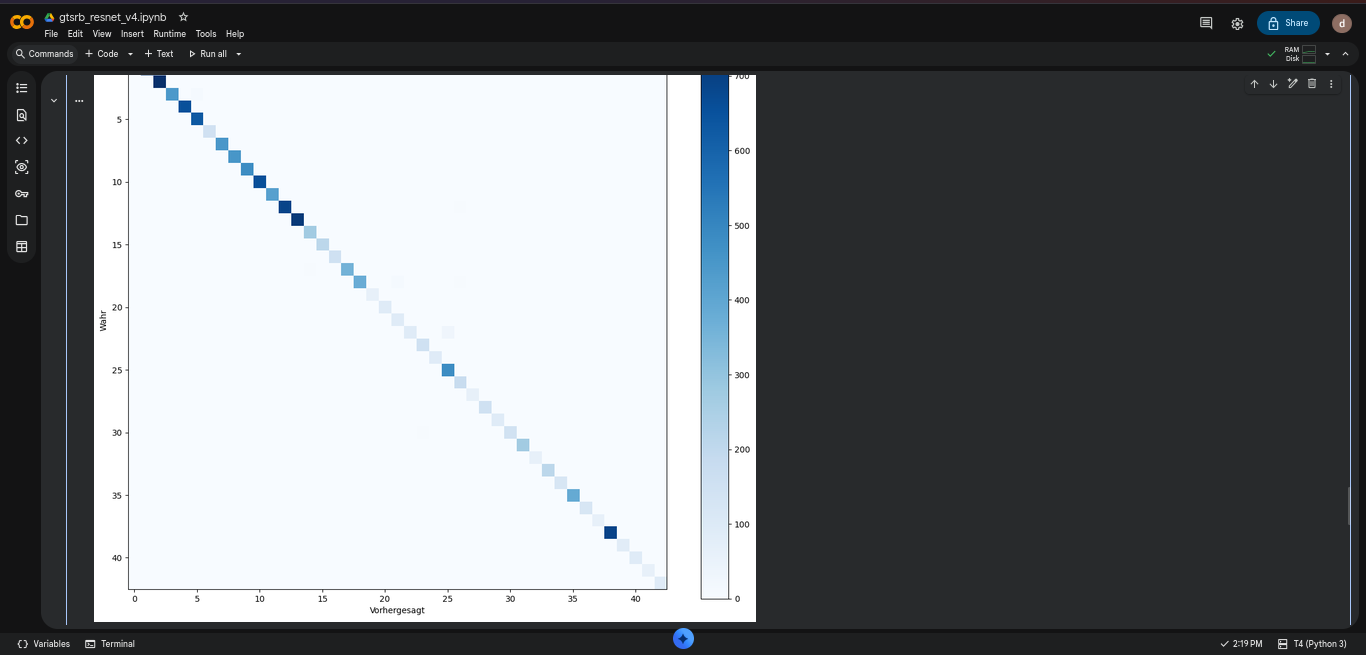 gtsrb_resnet_v4.ipynb
File Edit View Insert Runtime Tools Help
Share
d
Commands + Code + Text Run all
RAM
Disk
700
600
500
400
300
200
100
0
5
10
15
20
25
30
35
40
Wahr
0 5 10 15 20 25 30 35 40
Vorhergesagt
Variables Terminal
2:19 PM T4 (Python 3)